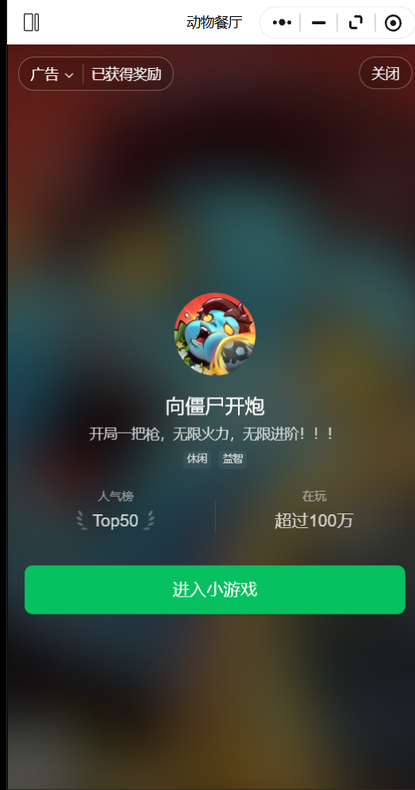 动物餐厅
广告 已获得奖励 关闭
向僵尸开炮
开局一把枪，无限火力，无限进阶！！！
休闲 益智
人气榜 在玩
Top50 超过100万
进入小游戏